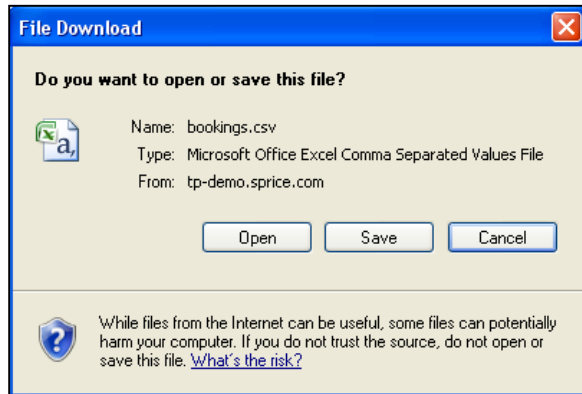 File Download
Do you want to open or save this file?
a,
Name: bookings.csv
Type: Microsoft Office Excel Comma Separated Values File
From: tp-demo.sprice.com
Open Save Cancel
While files from the Internet can be useful, some files can potentially
harm your computer. If you do not trust the source, do not open or
save this file. What's the risk?